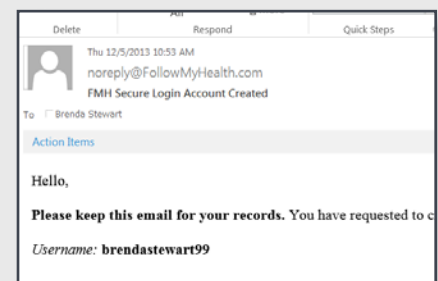 Delete Respond Quick Steps
Thu 12/5/2013 10:53 AM
noreply@FollowMyHealth.com
FMH Secure Login Account Created
To Brenda Stewart
Action Items
Hello,
Please keep this email for your records. You have requested to c
Username: brendastewart99